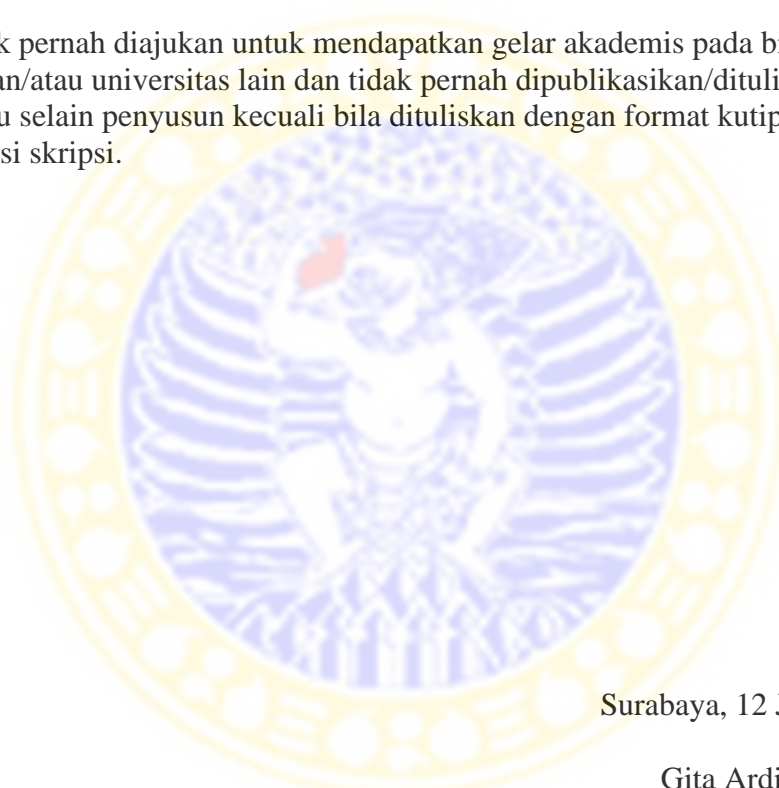 k pernah diajukan untuk mendapatkan gelar akademis pada b
an/atau universitas lain dan tidak pernah dipublikasikan/dituli
u selain penyusun kecuali bila dituliskan dengan format kutip
si skripsi.
Surabaya, 12
Gita Ardi